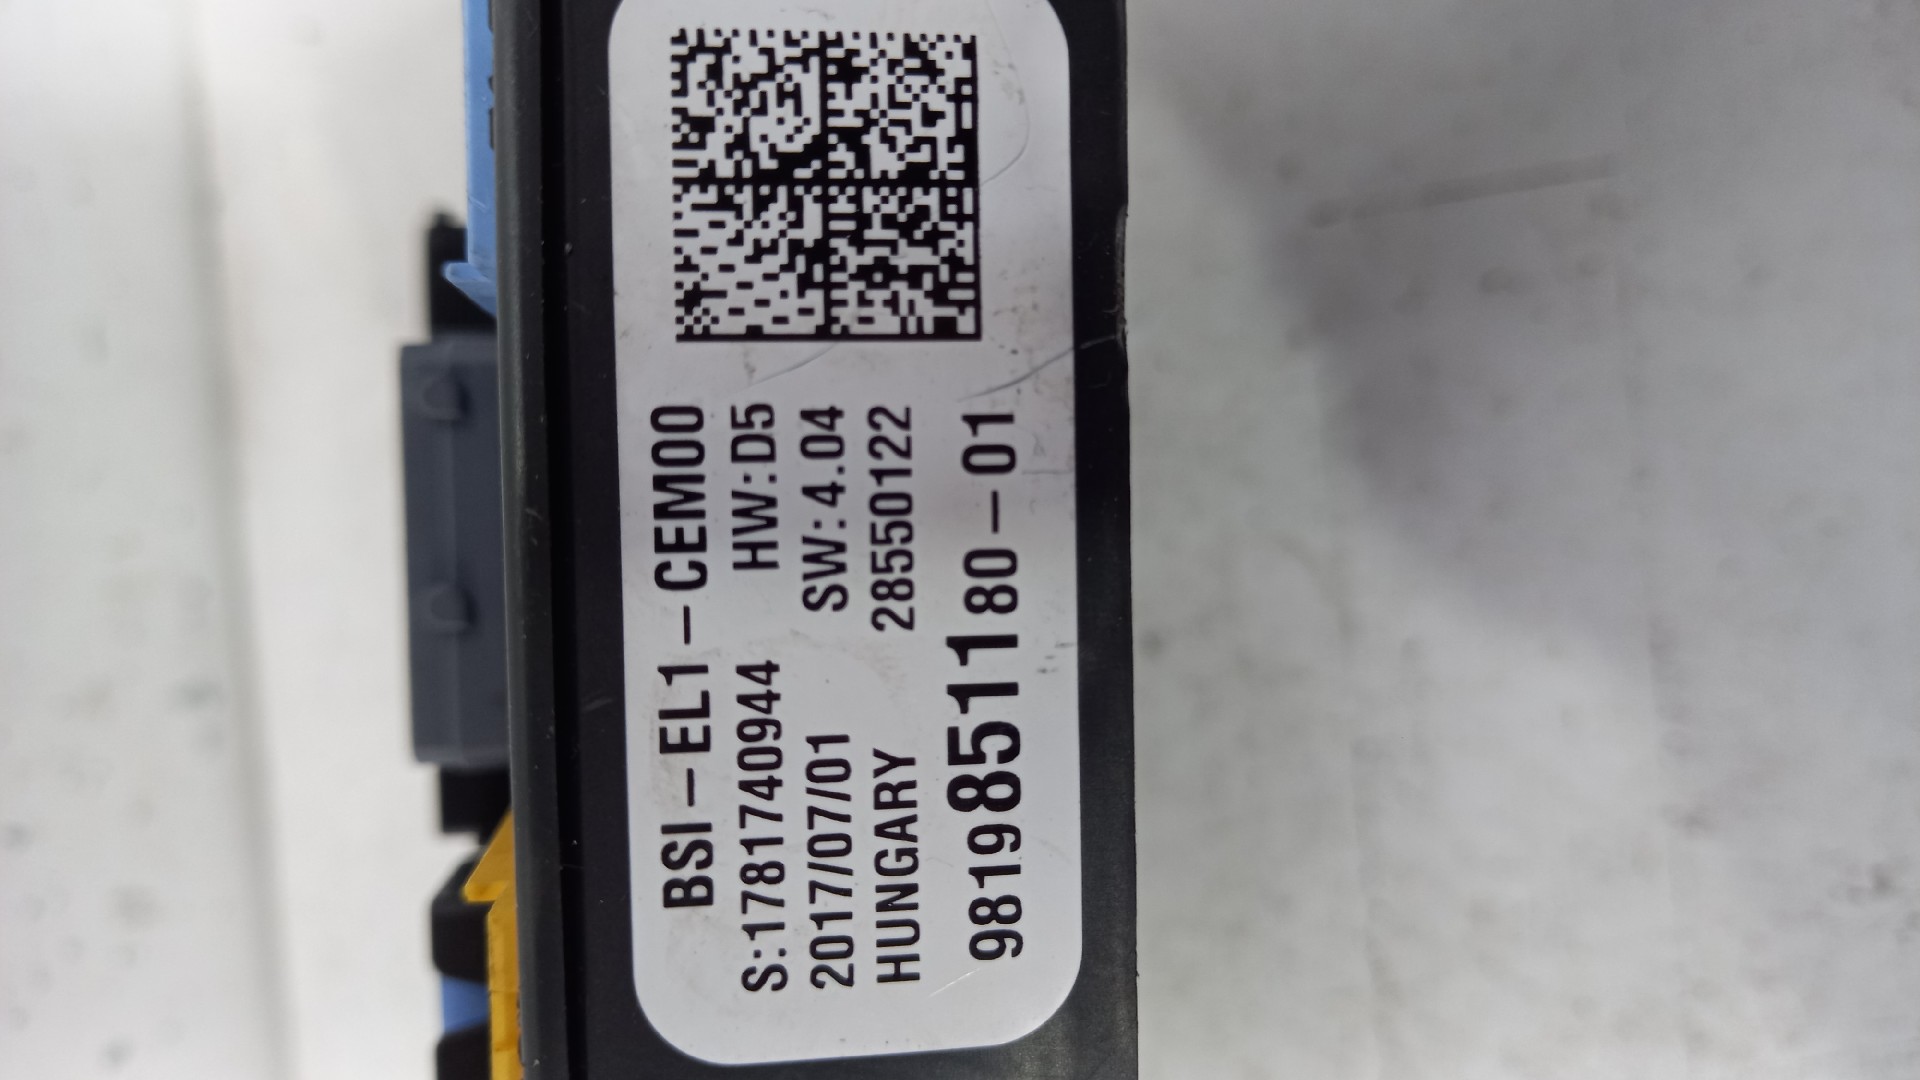 BSI-EL1-CEM00
S:1781740944 HW:D5
2017/07/01 SW:4.04
HUNGARY 28550122
9819851180-01